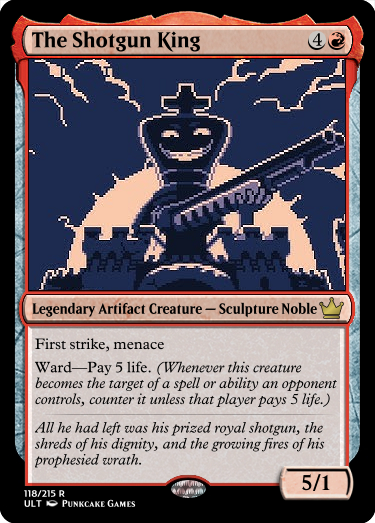 The Shotgun King 4
Legendary Artifact Creature — Sculpture Noble
First strike, menace
Ward—Pay 5 life. (Whenever this creature
becomes the target of a spell or ability an opponent
controls, counter it unless that player pays 5 life.)
All he had left was his prized royal shotgun, the
shreds of his dignity, and the growing fires of his
prophesied wrath.
5/1
118/215 R
ULT PUNKCAKE GAMES